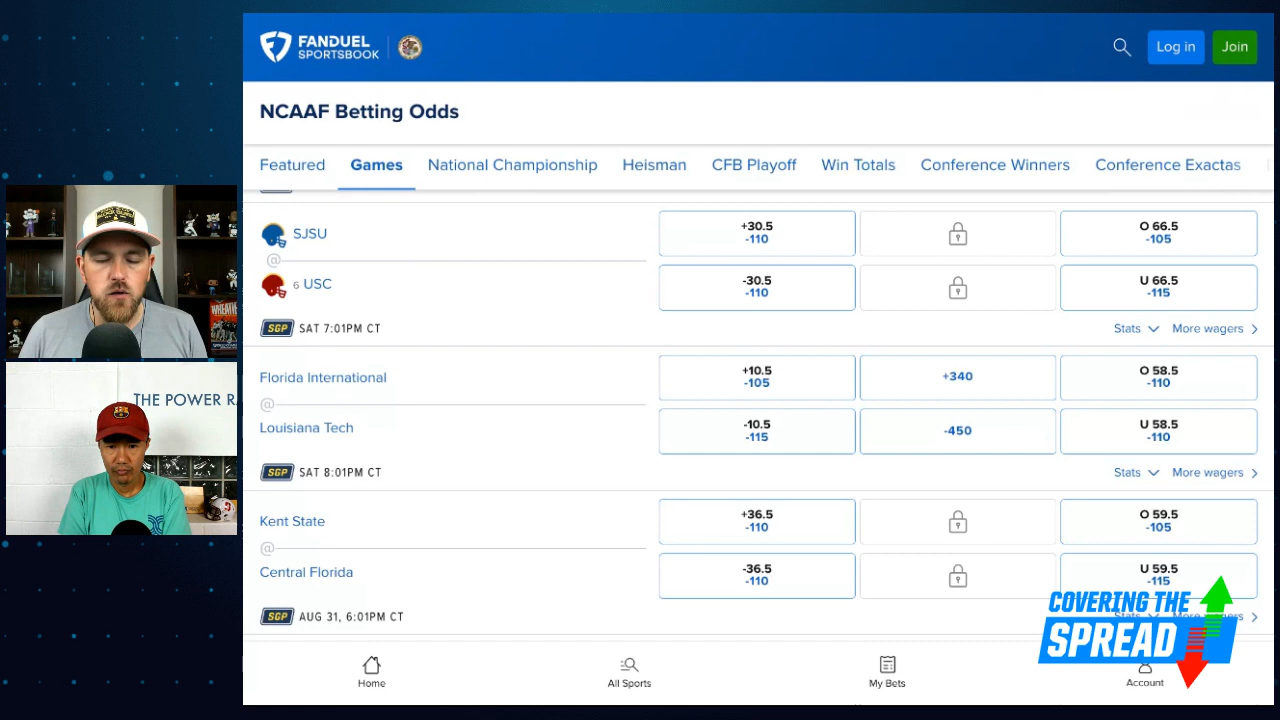 FANDUEL
SPORTSBOOK
Log in
Join
NCAAF Betting Odds
Featured
Games
National Championship
Heisman
CFB Playoff
Win Totals
Conference Winners
Conference Exactas
SJSU
+30.5
-110
O 66.5
-105
@
6 USC
-30.5
-110
U 66.5
-115
SGP SAT 7:01PM CT
Stats
More wagers
Florida International
+10.5
-105
+340
O 58.5
-110
@
Louisiana Tech
-10.5
-115
-450
U 58.5
-110
SGP SAT 8:01PM CT
Stats
More wagers
Kent State
+36.5
-110
O 59.5
-105
@
Central Florida
-36.5
-110
U 59.5
-115
SGP AUG 31, 6:01PM CT
Stats
More wagers
Home
All Sports
My Bets
Account
COVERING THE
SPREAD
THE POWER R